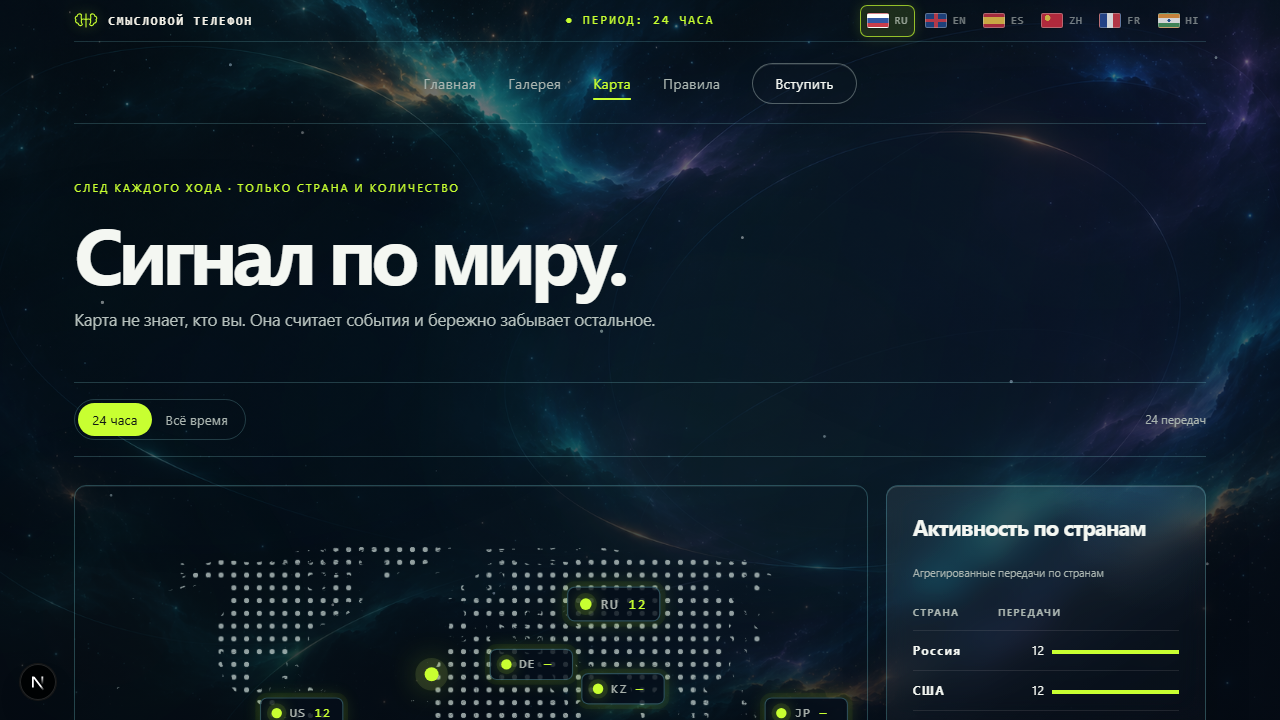 СМЫСЛОВОЙ ТЕЛЕФОН
● ПЕРИОД: 24 ЧАСА
RU EN ES ZH FR HI
Главная Галерея Карта Правила Вступить
СЛЕД КАЖДОГО ХОДА · ТОЛЬКО СТРАНА И КОЛИЧЕСТВО
Сигнал по миру.
Карта не знает, кто вы. Она считает события и бережно забывает остальное.
24 часа Всё время
24 передач
RU 12
DE —
KZ —
US 12
JP —
Активность по странам
Агрегированные передачи по странам
СТРАНА ПЕРЕДАЧИ
Россия 12
США 12
N